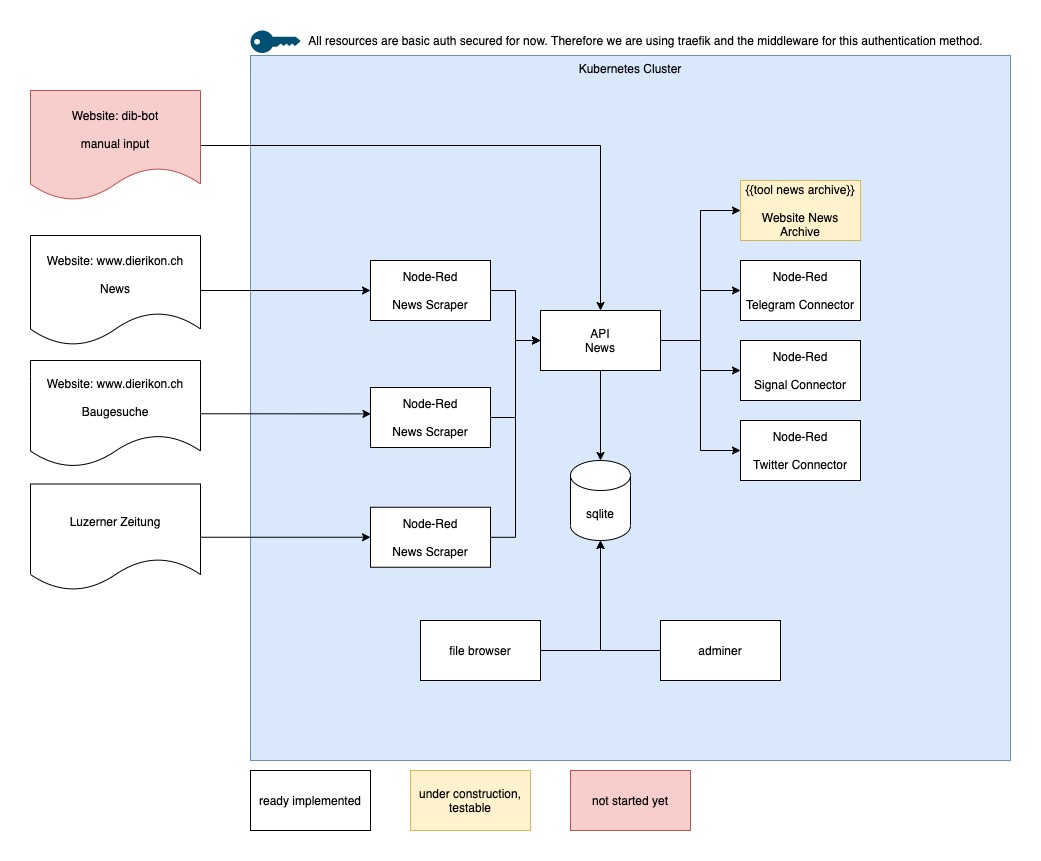 All resources are basic auth secured for now. Therefore we are using traefik and the middleware for this authentication method.
Kubernetes Cluster
Website: dib-bot
manual input
Website: www.dierikon.ch
News
Website: www.dierikon.ch
Baugesuche
Luzerner Zeitung
Node-Red
News Scraper
Node-Red
News Scraper
Node-Red
News Scraper
API
News
sqlite
{{tool news archive}}
Website News
Archive
Node-Red
Telegram Connector
Node-Red
Signal Connector
Node-Red
Twitter Connector
file browser
adminer
ready implemented
under construction,
testable
not started yet